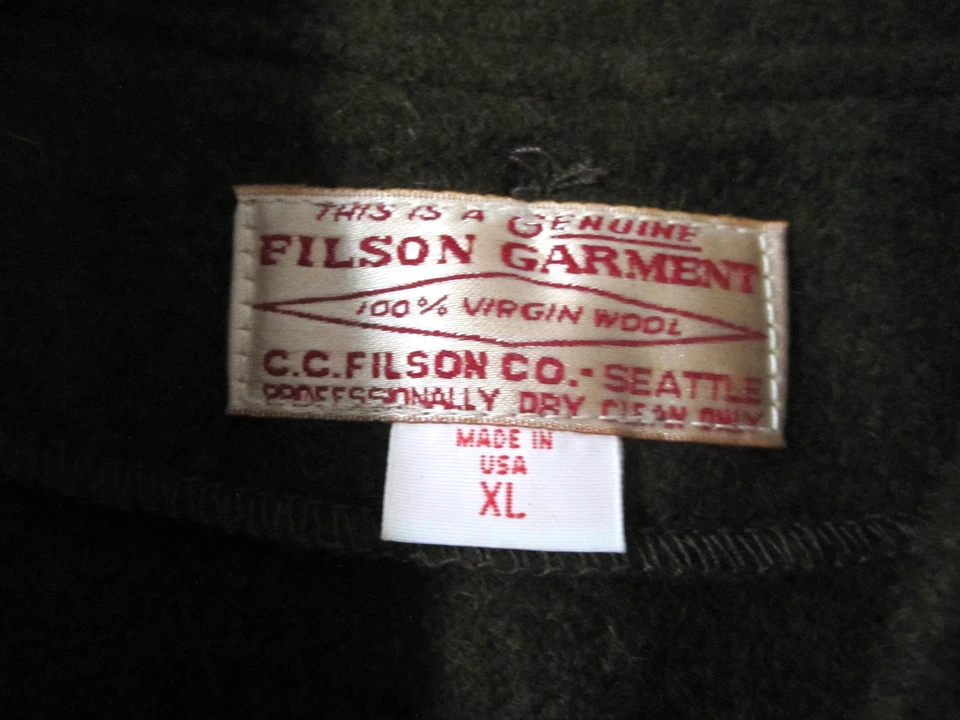 THIS IS A GENUINE
FILSON GARMENT
100% VIRGIN WOOL
C.C. FILSON CO. - SEATTLE
PROFESSIONALLY DRY CLEAN ONLY
MADE IN
USA
XL